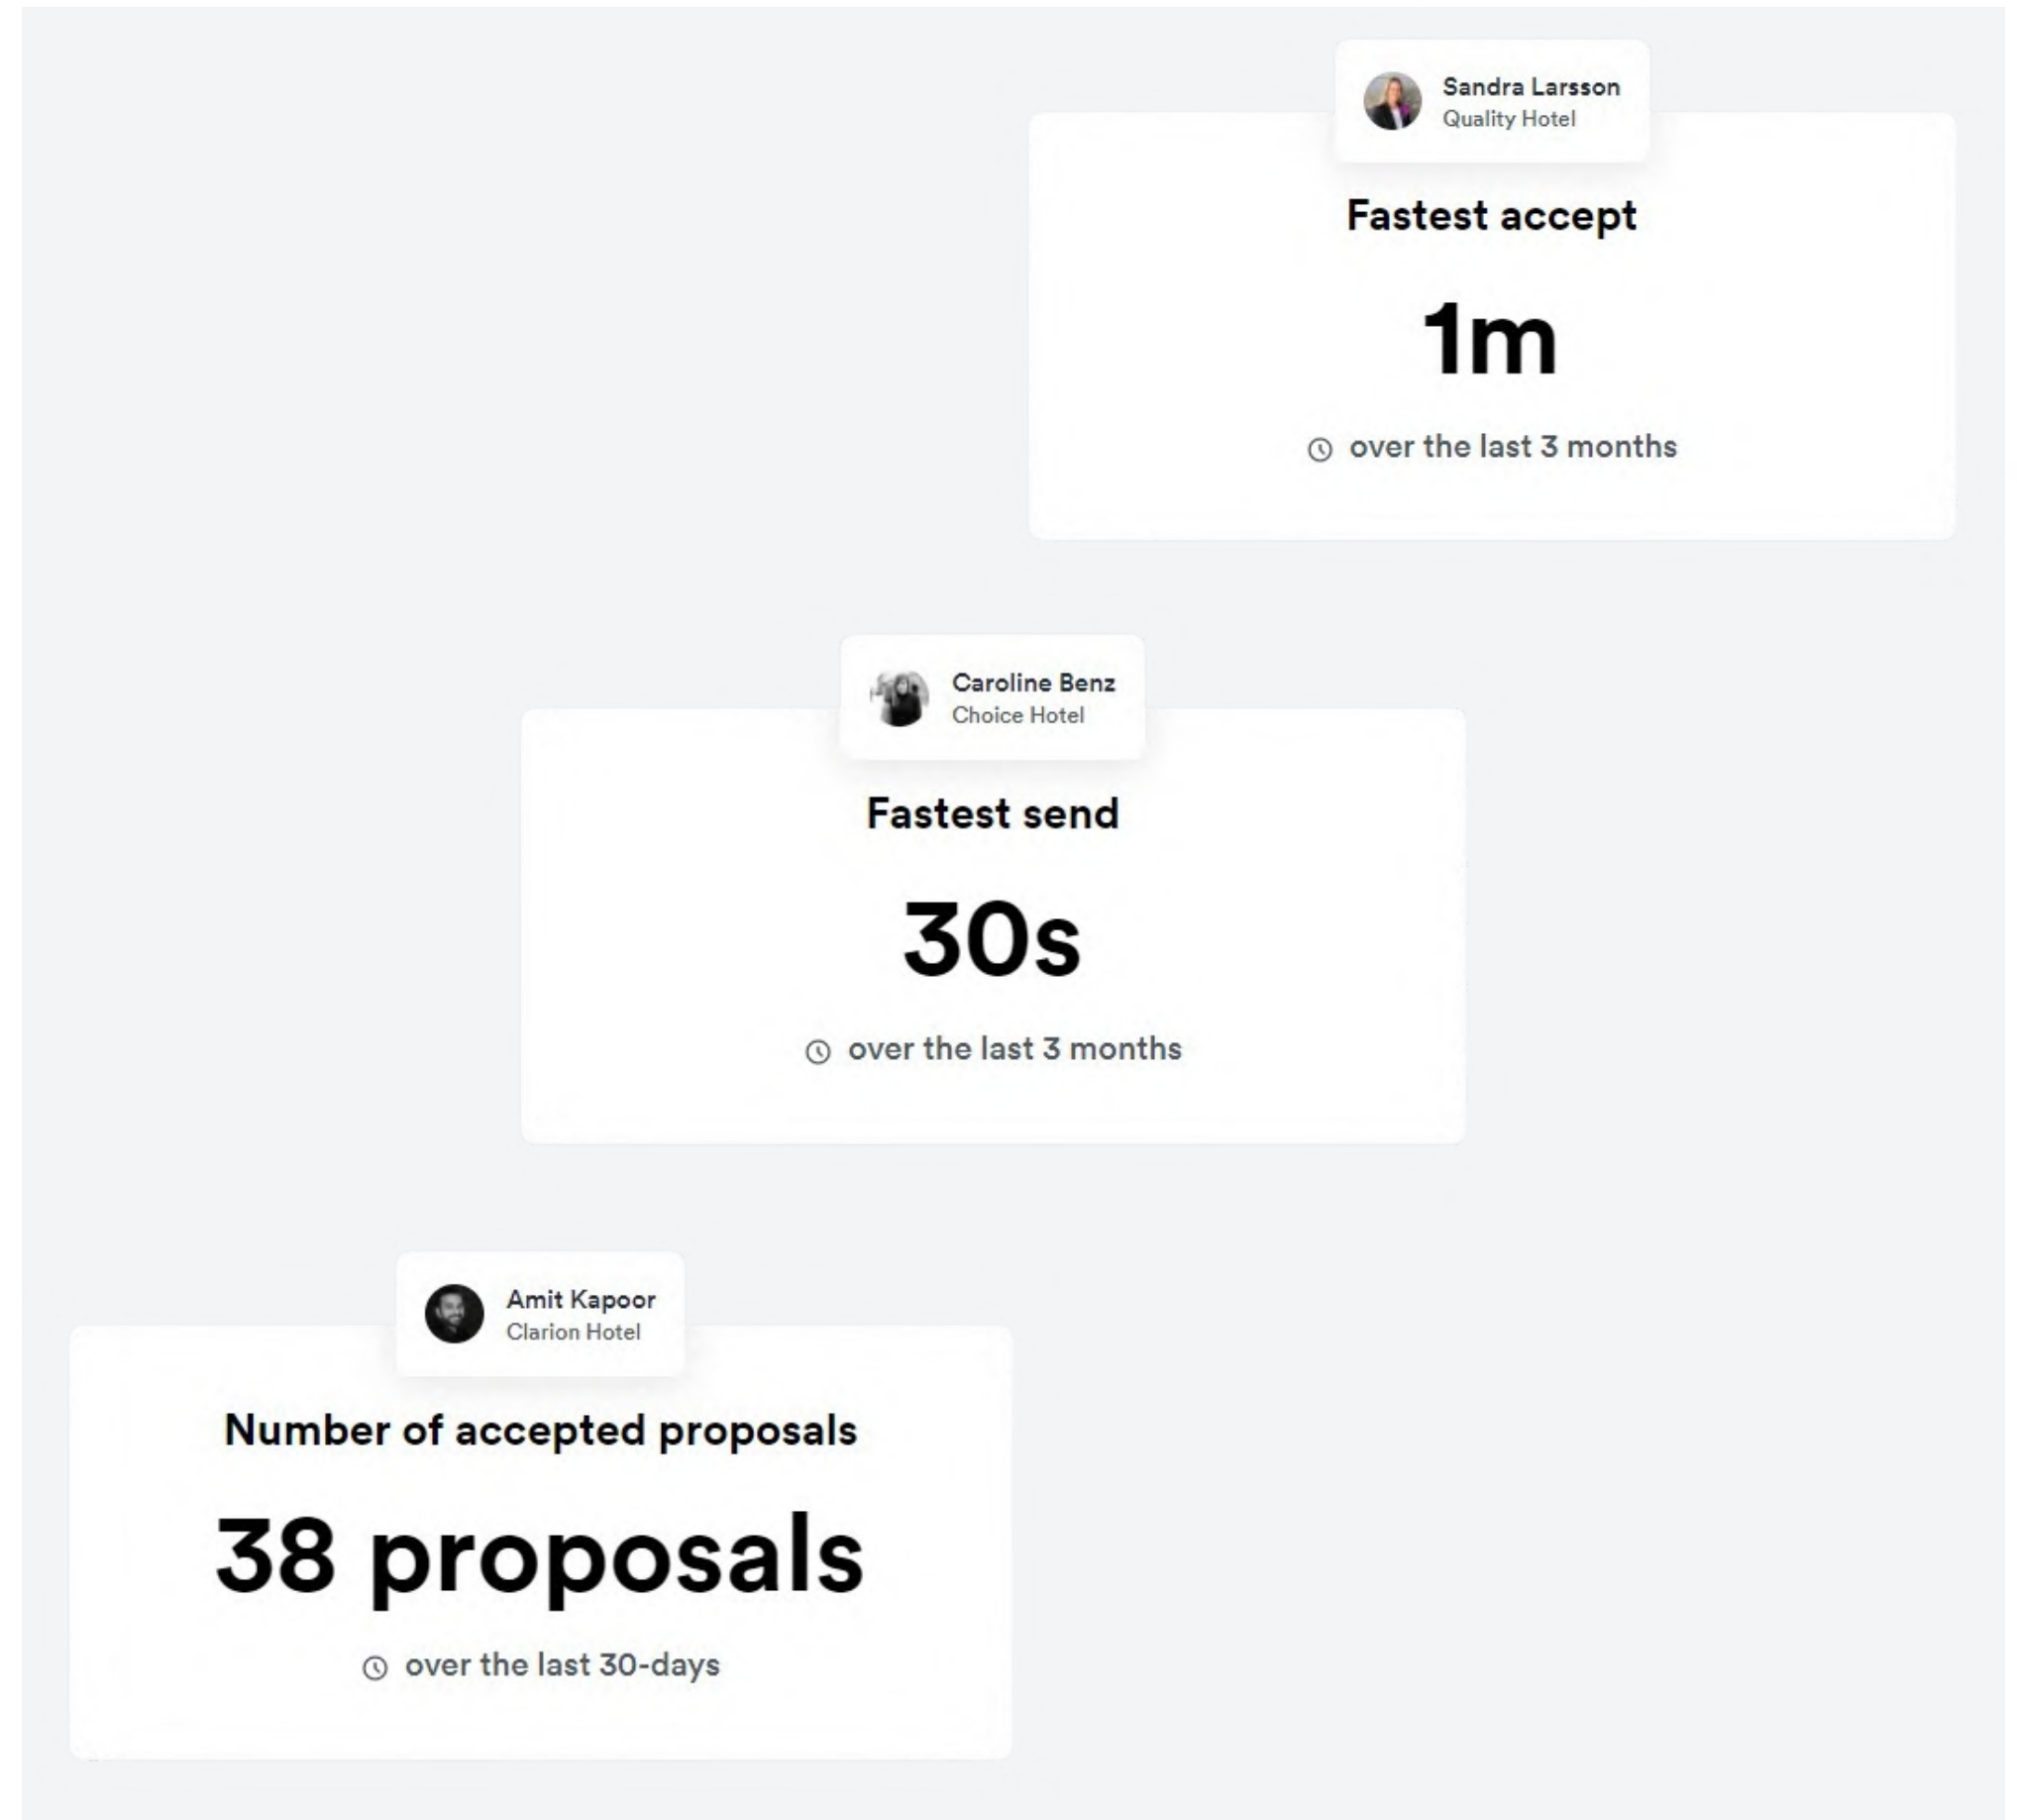 Sandra Larsson
Quality Hotel
Fastest accept
1m
over the last 3 months
Caroline Benz
Choice Hotel
Fastest send
30s
over the last 3 months
Amit Kapoor
Clarion Hotel
Number of accepted proposals
38 proposals
over the last 30-days